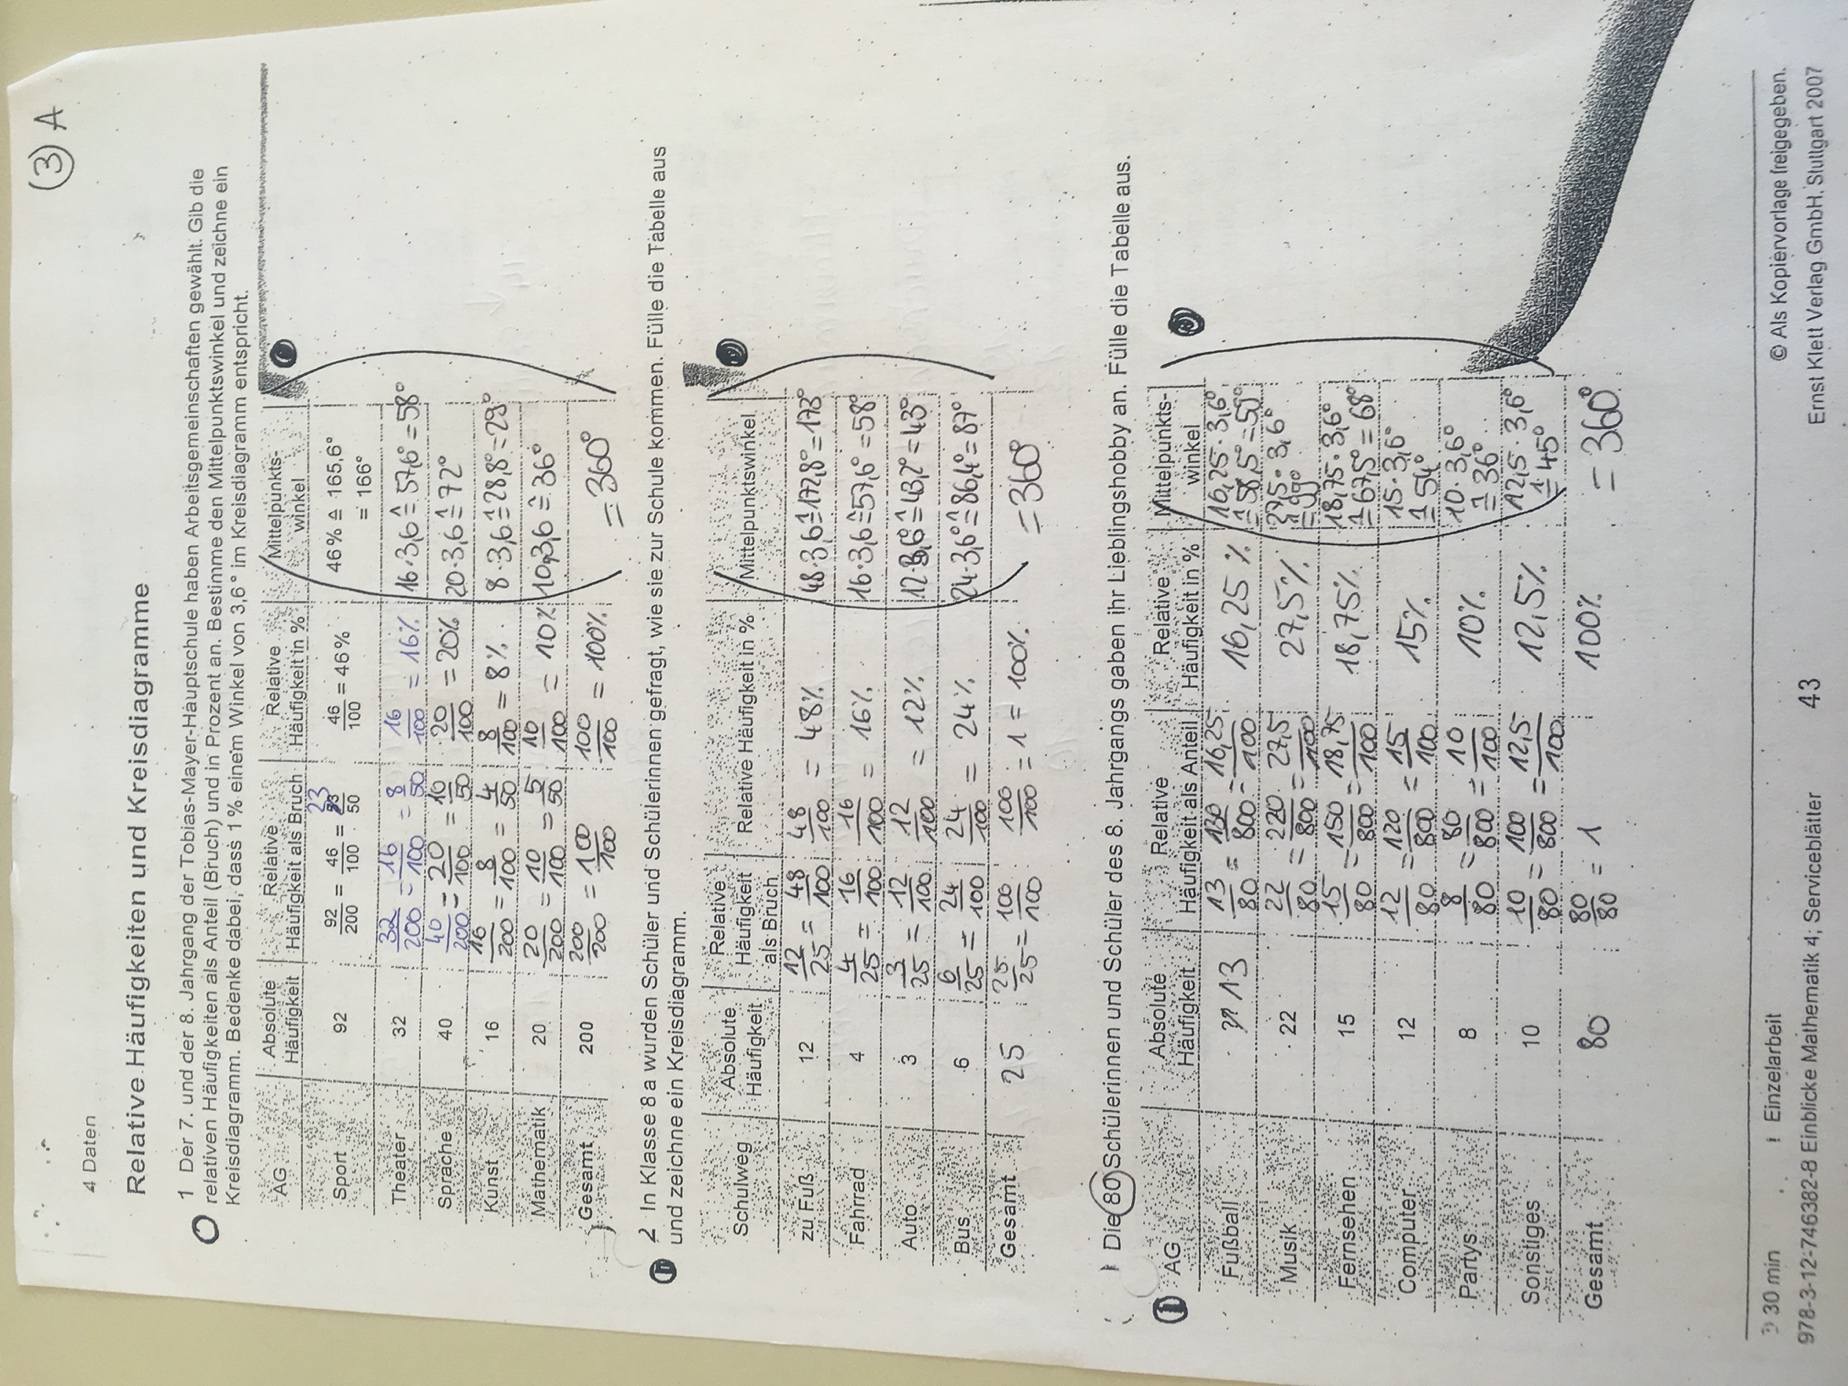 ③ A
4 Daten
Relative Häufigkeiten und Kreisdiagramme
1 Der 7. und der 8. Jahrgang der Tobias-Mayer-Hauptschule haben Arbeitsgemeinschaften gewählt. Gib die
relativen Häufigkeiten als Anteil (Bruch) und in Prozent an. Bestimme den Mittelpunktswinkel und zeichne ein
Kreisdiagramm. Bedenke dabei, dass 1 % einem Winkel von 3,6° im Kreisdiagramm entspricht.
AG Absolute Häufigkeit Relative Häufigkeit als Bruch Relative Häufigkeit in % Mittelpunkts-winkel
Sport 92 92/200 = 46/100 = 23/50 46/100 = 46% 46% ≙ 165,6° = 166°
Theater 32 32/200 = 16/100 = 8/50 16/100 = 16% 16·3,6 ≙ 57,6° = 58°
Sprache 40 40/200 = 20/100 = 10/50 20/100 = 20% 20·3,6 ≙ 72°
Kunst 16 16/200 = 8/100 = 4/50 8/100 = 8% 8·3,6 ≙ 28,8° = 29°
Mathematik 20 20/200 = 10/100 = 5/50 10/100 = 10% 10·3,6 ≙ 36°
Gesamt 200 200/200 = 100/100 100/100 = 100% = 360°
2 In Klasse 8 a wurden Schüler und Schülerinnen gefragt, wie sie zur Schule kommen. Fülle die Tabelle aus
und zeichne ein Kreisdiagramm.
Schulweg Absolute Häufigkeit Relative Häufigkeit als Bruch Relative Häufigkeit in % Mittelpunktswinkel
zu Fuß 12 12/25 = 48/100 48/100 = 48% 48·3,6 ≙ 172,8° = 173°
Fahrrad 4 4/25 = 16/100 16/100 = 16% 16·3,6 ≙ 57,6° = 58°
Auto 3 3/25 = 12/100 12/100 = 12% 12·3,6° ≙ 43,2° = 43°
Bus 6 6/25 = 24/100 24/100 = 24% 24·3,6° ≙ 86,4° = 87°
Gesamt 25 25/25 = 100/100 100/100 = 1 = 100% = 360°
Die 80 Schülerinnen und Schüler des 8. Jahrgangs gaben ihr Lieblingshobby an. Fülle die Tabelle aus.
AG Absolute Häufigkeit Relative Häufigkeit als Anteil Relative Häufigkeit in % Mittelpunkts-winkel
Fußball 13 13/80 = 130/800 = 16,25/100 16,25 % 16,25·3,6° ≙ 58,5° = 59°
Musik 22 22/80 = 220/800 = 27,5/100 27,5% 27,5·3,6° = 99°
Fernsehen 15 15/80 = 150/800 = 18,75/100 18,75% 18,75·3,6° ≙ 67,5° = 68°
Computer 12 12/80 = 120/800 = 15/100 15% 15·3,6° ≙ 54°
Partys 8 8/80 = 80/800 = 10/100 10% 10·3,6° ≙ 36°
Sonstiges 10 10/80 = 100/800 = 12,5/100 12,5% 12,5·3,6° ≙ 45°
Gesamt 80 80/80 = 1 100% = 360°
30 min Einzelarbeit © Als Kopiervorlage freigegeben.
978-3-12-746382-8 Einblicke Mathematik 4; Serviceblätter 43 Ernst Klett Verlag GmbH, Stuttgart 2007